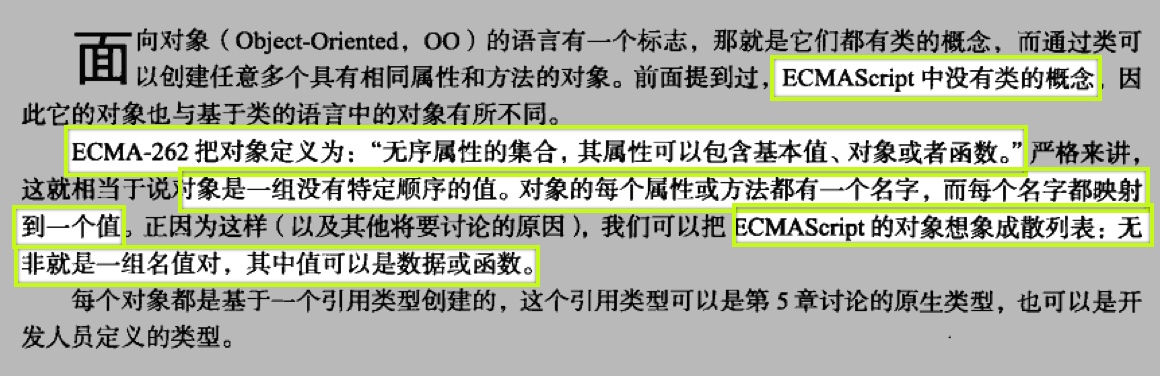 面向对象（Object-Oriented，OO）的语言有一个标志，那就是它们都有类的概念，而通过类可
以创建任意多个具有相同属性和方法的对象。前面提到过，ECMAScript 中没有类的概念，因
此它的对象也与基于类的语言中的对象有所不同。
ECMA-262 把对象定义为：“无序属性的集合，其属性可以包含基本值、对象或者函数。”严格来讲，
这就相当于说对象是一组没有特定顺序的值。对象的每个属性或方法都有一个名字，而每个名字都映射
到一个值。正因为这样（以及其他将要讨论的原因），我们可以把 ECMAScript 的对象想象成散列表：无
非就是一组名值对，其中值可以是数据或函数。
每个对象都是基于一个引用类型创建的，这个引用类型可以是第 5 章讨论的原生类型，也可以是开
发人员定义的类型。